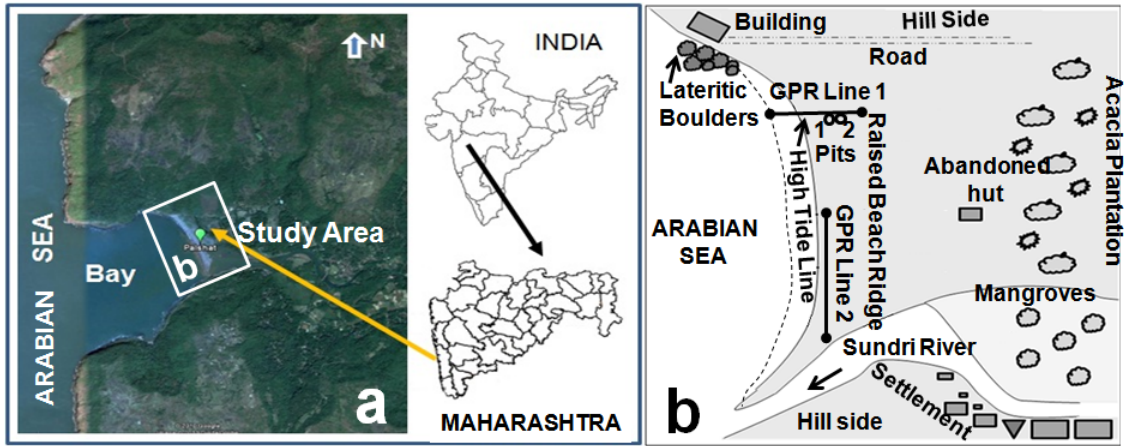 N
INDIA
ARABIAN SEA
Study Area
b
Bay
a
MAHARASHTRA
Building
Hill Side
Road
Lateritic
Boulders
GPR Line 1
1 2
Pits
High Tide Line
Raised Beach Ridge
GPR Line 2
Abandoned
hut
Acacia Plantation
ARABIAN
SEA
Mangroves
Sundri River
Settlement
b
Hill side